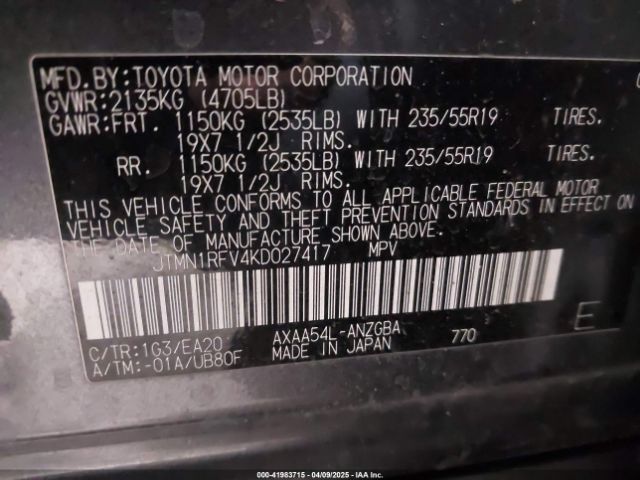 MFD.BY:TOYOTA MOTOR CORPORATION
GVWR:2135KG (4705LB)
GAWR:FRT. 1150KG (2535LB) WITH 235/55R19 TIRES.
19X7 1/2J RIMS.
RR. 1150KG (2535LB) WITH 235/55R19 TIRES.
19X7 1/2J RIMS.
THIS VEHICLE CONFORMS TO ALL APPLICABLE FEDERAL MOTOR
VEHICLE SAFETY AND THEFT PREVENTION STANDARDS IN EFFECT ON
THE DATE OF MANUFACTURE SHOWN ABOVE.
JTMN1RFV4KD027417 MPV
C/TR:1G3/EA20 AXAA54L-ANZGBA 770 E
A/TM:-01A/UB80F MADE IN JAPAN
000-41983715 - 04/09/2025 - IAA Inc.